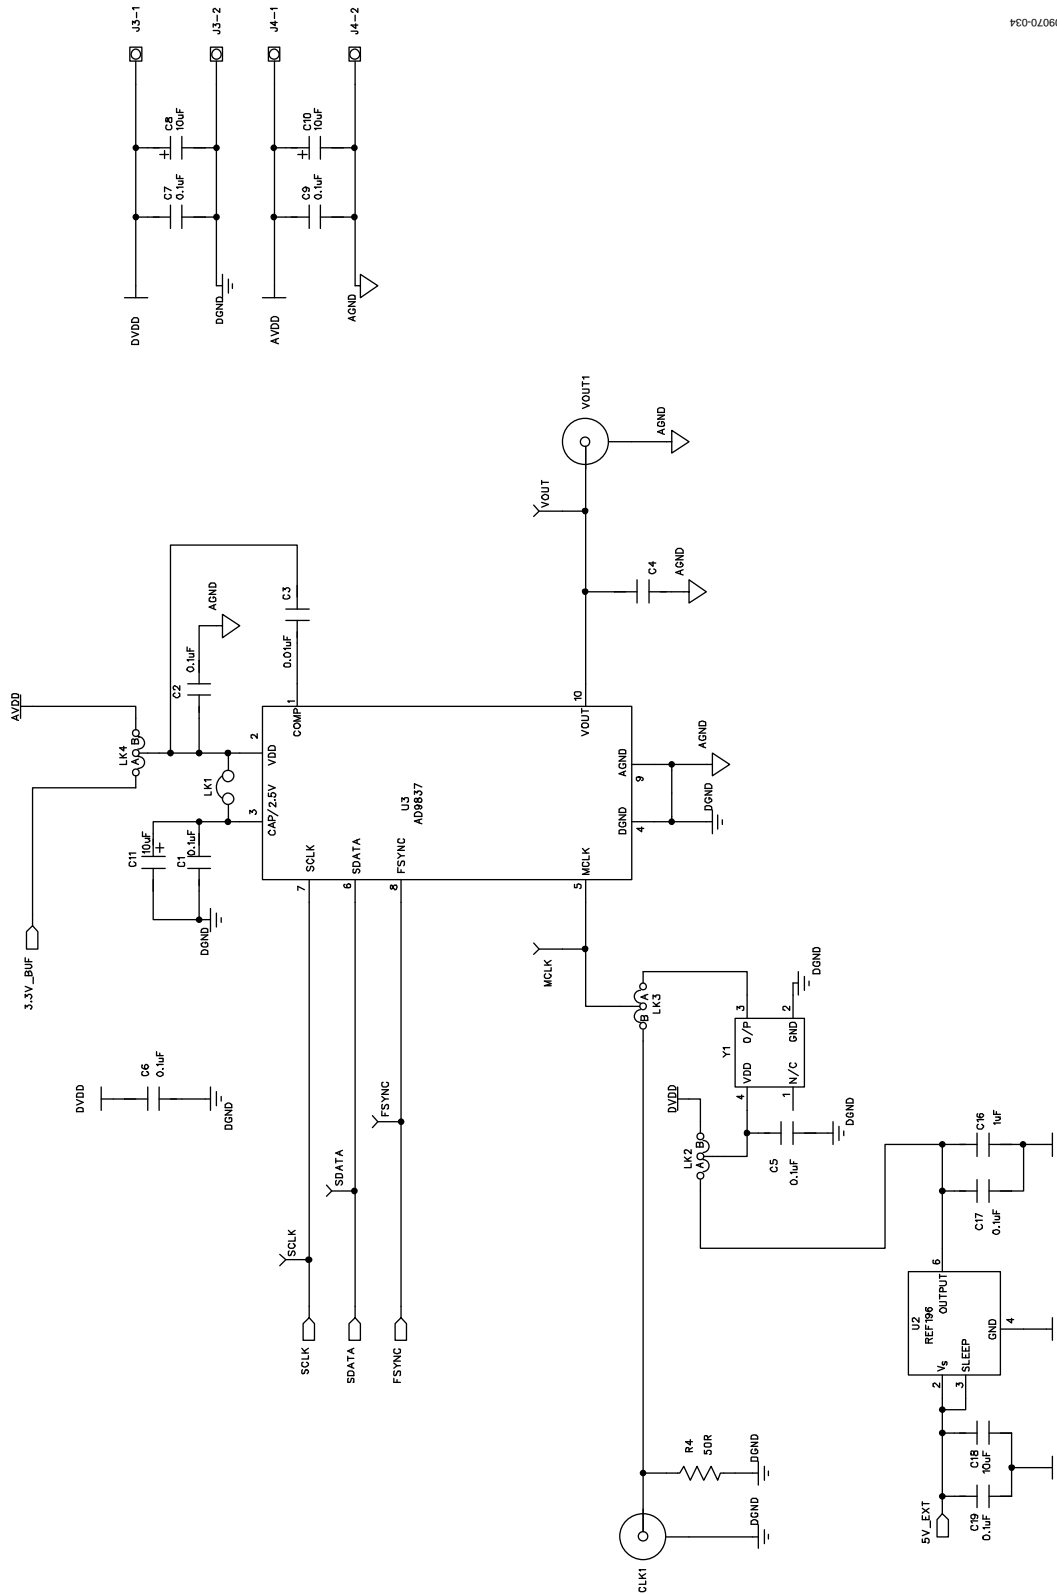 09070-034
J3-1
J3-2
J4-1
J4-2
C8
10uF
+
C10
10uF
+
C7
0.1uF
C9
0.1uF
DVDD
DGND
AVDD
AGND
VOUT1
AGND
VOUT
C4
AGND
AVDD
LK4
A
B
3.3V_BUF
C2
0.1uF
AGND
C3
0.01uF
LK1
C11
10uF
+
C1
0.1uF
DGND
3
CAP/2.5V
2
VDD
1
COMP
U3
AD9837
7
SCLK
6
SDATA
8
FSYNC
5
MCLK
10
VOUT
4
DGND
9
AGND
AGND
DGND
DVDD
C6
0.1uF
DGND
SCLK
SDATA
FSYNC
SCLK
SDATA
FSYNC
MCLK
LK3
B
A
Y1
3
O/P
2
GND
DGND
4
VDD
1
N/C
DVDD
LK2
A
B
C5
0.1uF
DGND
C16
1uF
C17
0.1uF
U2
REF196
6
OUTPUT
4
GND
2
Vs
3
SLEEP
C18
10uF
C19
0.1uF
5V_EXT
R4
50R
DGND
DGND
CLK1